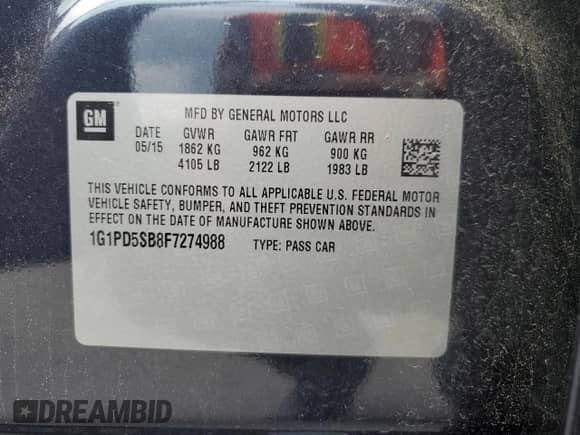 GM
MFD BY GENERAL MOTORS LLC
DATE GVWR GAWR FRT GAWR RR
05/15 1862 KG 962 KG 900 KG
4105 LB 2122 LB 1983 LB
THIS VEHICLE CONFORMS TO ALL APPLICABLE U.S. FEDERAL MOTOR
VEHICLE SAFETY, BUMPER, AND THEFT PREVENTION STANDARDS IN
EFFECT ON THE DATE OF MANUFACTURE SHOWN ABOVE.
1G1PD5SB8F7274988 TYPE: PASS CAR
DREAMBID